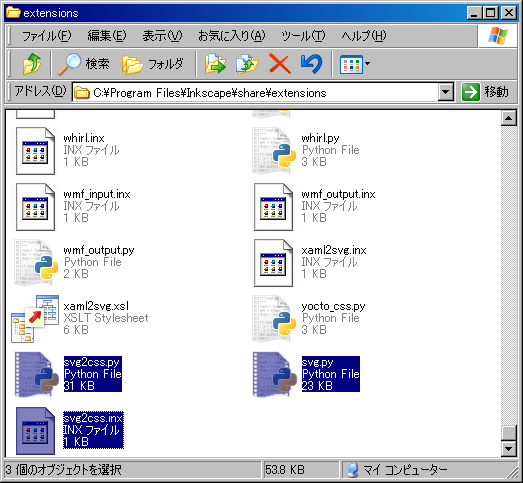 extensions
ファイル(F) 編集(E) 表示(V) お気に入り(A) ツール(T) ヘルプ(H)
検索 フォルダ
アドレス(D) C:¥Program Files¥Inkscape¥share¥extensions 移動
whirl.inx
INX ファイル
1 KB
whirl.py
Python File
3 KB
wmf_input.inx
INX ファイル
1 KB
wmf_output.inx
INX ファイル
1 KB
wmf_output.py
Python File
2 KB
xaml2svg.inx
INX ファイル
1 KB
xaml2svg.xsl
XSLT Stylesheet
6 KB
yocto_css.py
Python File
3 KB
svg2css.py
Python File
31 KB
svg.py
Python File
23 KB
svg2css.inx
INX ファイル
1 KB
3 個のオブジェクトを選択 53.8 KB マイ コンピューター